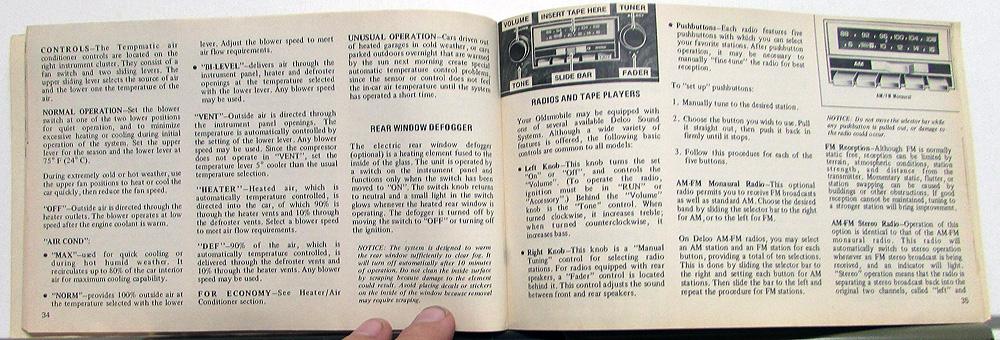 CONTROLS—The Tempmatic air
conditioner controls are located on the
right instrument cluster. They consist of a
fan switch and two sliding levers. The
upper sliding lever selects the source of air
and the lower one the temperature of the
air.
NORMAL OPERATION—Set the blower
switch at one of the two lower positions
for quiet operation, and to minimize
excessive heating or cooling during initial
operation of the system. Set the upper
lever for the season and the lower lever at
75° F (24° C).
During extremely cold or hot weather, use
the upper fan positions to heat or cool the
car quickly, then reduce the fan speed.
"OFF"—Outside air is directed through the
heater outlets. The blower operates at low
speed after the engine coolant is warm.
"AIR COND":
• "MAX"—used for quick cooling or
during hot humid weather. It
recirculates up to 80% of the car interior
air for maximum cooling capability.
• "NORM"—provides 100% outside air at
the temperature selected with the lower
34
lever. Adjust the blower speed to meet
air flow requirements.
• "BI-LEVEL"—delivers air through the
instrument panel, heater and defroster
openings at the temperature selected
with the lower lever. Any blower speed
may be used.
"VENT"—Outside air is directed through
the instrument panel openings. The
temperature is automatically controlled by
the setting of the lower lever. Any blower
speed may be used. Since the compressor
does not operate in "VENT", set the
temperature lever 5° cooler than the usual
temperature selection.
"HEATER"—Heated air, which is
automatically temperature controlled, is
directed into the car, of which 90% is
through the heater vents and 10% through
the defroster vents. Select a blower speed
to meet air flow requirements.
"DEF"—90% of the air, which is
automatically temperature controlled, is
delivered through the defroster vents and
10% through the heater vents. Any blower
speed may be used.
FOR ECONOMY—See Heater/Air
Conditioner section.
UNUSUAL OPERATION—Cars driven out
of heated garages in cold weather, or cars
parked outdoors overnight that are warmed
by the sun next morning create special
automatic temperature control problems,
since the sensor or control does not feel
the in-car air temperature until the system
has operated a short time.
REAR WINDOW DEFOGGER
The electric rear window defogger
(optional) is a heating element fused to the
inside of the glass. The unit is operated by
a switch on the instrument panel and
functions only when the switch has been
moved to "ON". The switch knob returns
to neutral and a small light in the switch
glows whenever the heated rear window is
operating. The defogger is turned off by
moving the switch to "OFF" or turning off
the ignition.
NOTICE: The system is designed to warm
the rear window sufficiently to clear fog. It
will turn off automatically after 10 minutes
of operation. Do not clean the inside surface
by scraping because damage to the element
could result. Avoid placing decals or stickers
on the inside of the window because removal
may require scraping.
VOLUME
INSERT TAPE HERE
TUNER
TONE
SLIDE BAR
FADER
RADIOS AND TAPE PLAYERS
Your Oldsmobile may be equipped with
one of several available Delco Sound
Systems. Although a wide variety of
features is offered, the following basic
controls are common to all models:
• Left Knob—This knob turns the set
"On" or "Off", and controls the
"Volume". (To operate the radio,
ignition must be in "RUN" or
"Accessory".) Behind the "Volume"
knob is the "Tone" control. When
turned clockwise, it increases treble;
when turned counterclockwise, it
increases bass.
• Right Knob—This knob is a "Manual
Tuning" control for selecting radio
stations. For radios equipped with rear
speakers, a "Fader" control is located
behind it. This control adjusts the sound
between front and rear speakers.
• Pushbuttons—Each radio features five
pushbuttons with which you can select
your favorite stations. After pushbutton
operation, it may be necessary to
manually "fine-tune" the radio for best
reception.
To "set up" pushbuttons:
1. Manually tune to the desired station.
2. Choose the button you wish to use. Pull
it straight out, then push it back in
firmly until it stops.
3. Follow this procedure for each of the
five buttons.
AM-FM Monaural Radio—This optional
radio permits you to receive FM broadcasts
as well as standard AM. Choose the desired
band by sliding the selector bar to the right
for AM, or to the left for FM.
On Delco AM-FM radios, you may select
an AM station and an FM station for each
button, providing a total of ten selections.
This is done by sliding the selector bar to
the right and setting each button for AM
stations. Then slide the bar to the left and
repeat the procedure for FM stations.
88 . 92 . 96 . 100 . 104 . 108
AM
AM/FM Monaural
NOTICE: Do not move the selector bar while
any pushbutton is pulled out, or damage to
the radio could occur.
FM Reception—Although FM is normally
static free, reception can be limited by
terrain, atmospheric conditions, station
strength, and distance from the
transmitter. Momentary static, flutter, or
station swapping can be caused by
buildings or other obstructions. If good
reception cannot be maintained, tuning to
a stronger station will bring improvement.
AM-FM Stereo Radio—Operation of this
option is identical to that of the AM-FM
monaural radio. This radio will
automatically switch to stereo operation
whenever an FM stereo broadcast is being
received, and an indicator will light.
"Stereo" operation means that the radio is
separating a stereo broadcast back into the
original two channels, called "left" and
35